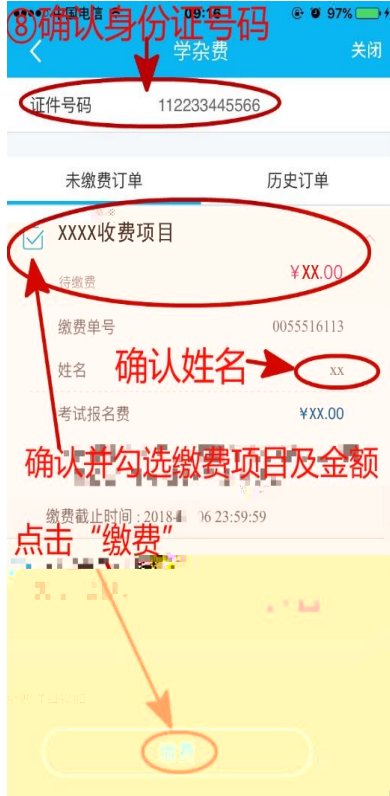 中国电信 09:16 97%
⑧确认身份证号码
学杂费 关闭
证件号码 112233445566
未缴费订单 历史订单
XXXX收费项目
待缴费 ¥XX.00
缴费单号 0055516113
确认姓名
姓名 xx
考试报名费 ¥XX.00
确认并勾选缴费项目及金额
缴费截止时间 : 2018- 06 23:59:59
点击“缴费”
缴费